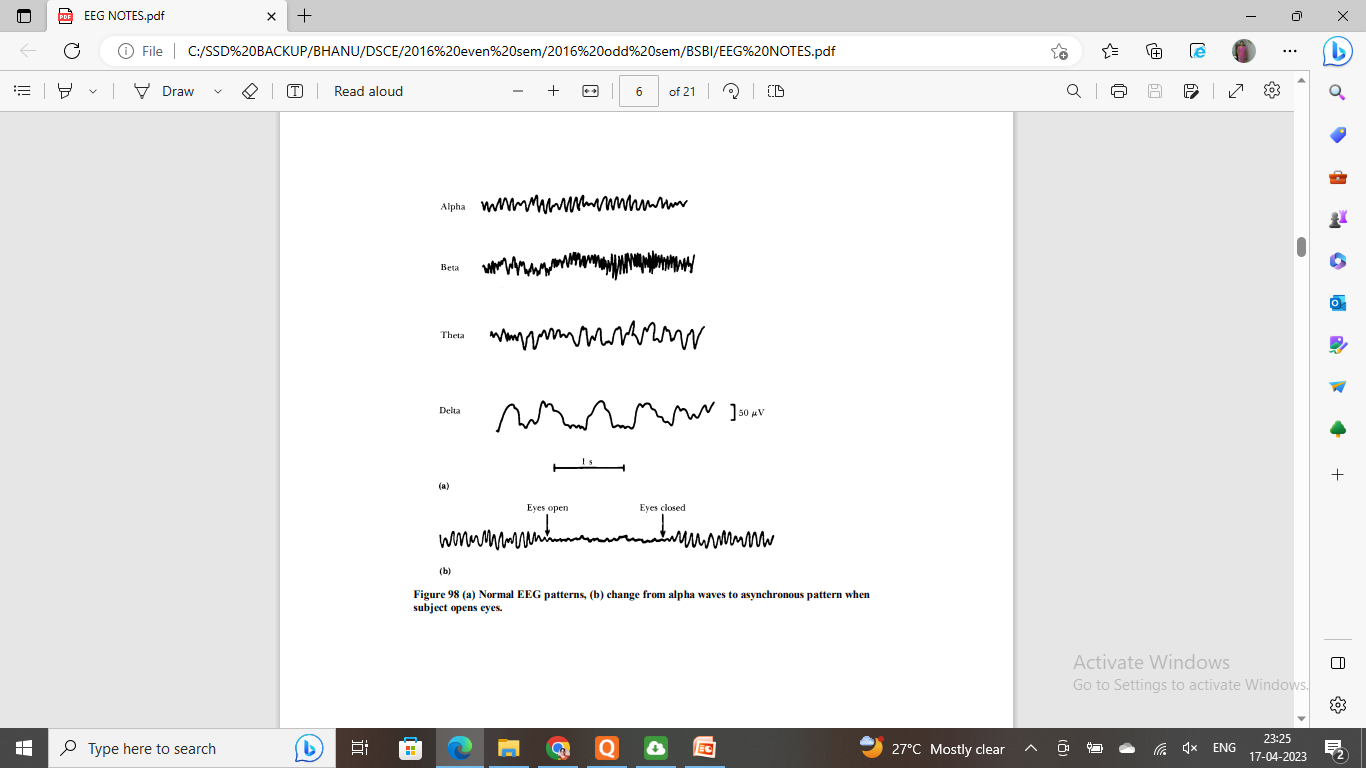 EEG NOTES.pdf
File
C:/SSD%20BACKUP/BHANU/DSCE/2016%20even%20sem/2016%20odd%20sem/BSBI/EEG%20NOTES.pdf
Draw
Read aloud
6
of 21
Alpha
Beta
Theta
Delta
50 μV
1 s
(a)
Eyes open
Eyes closed
(b)
Figure 98 (a) Normal EEG patterns, (b) change from alpha waves to asynchronous pattern when
subject opens eyes.
Activate Windows
Go to Settings to activate Windows.
Type here to search
27°C Mostly clear
ENG
23:25
17-04-2023
2